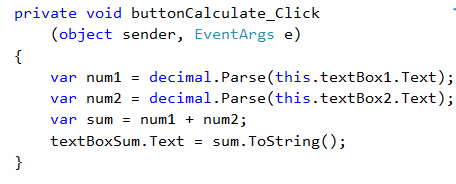 private void buttonCalculate_Click
    (object sender, EventArgs e)
{
    var num1 = decimal.Parse(this.textBox1.Text);
    var num2 = decimal.Parse(this.textBox2.Text);
    var sum = num1 + num2;
    textBoxSum.Text = sum.ToString();
}